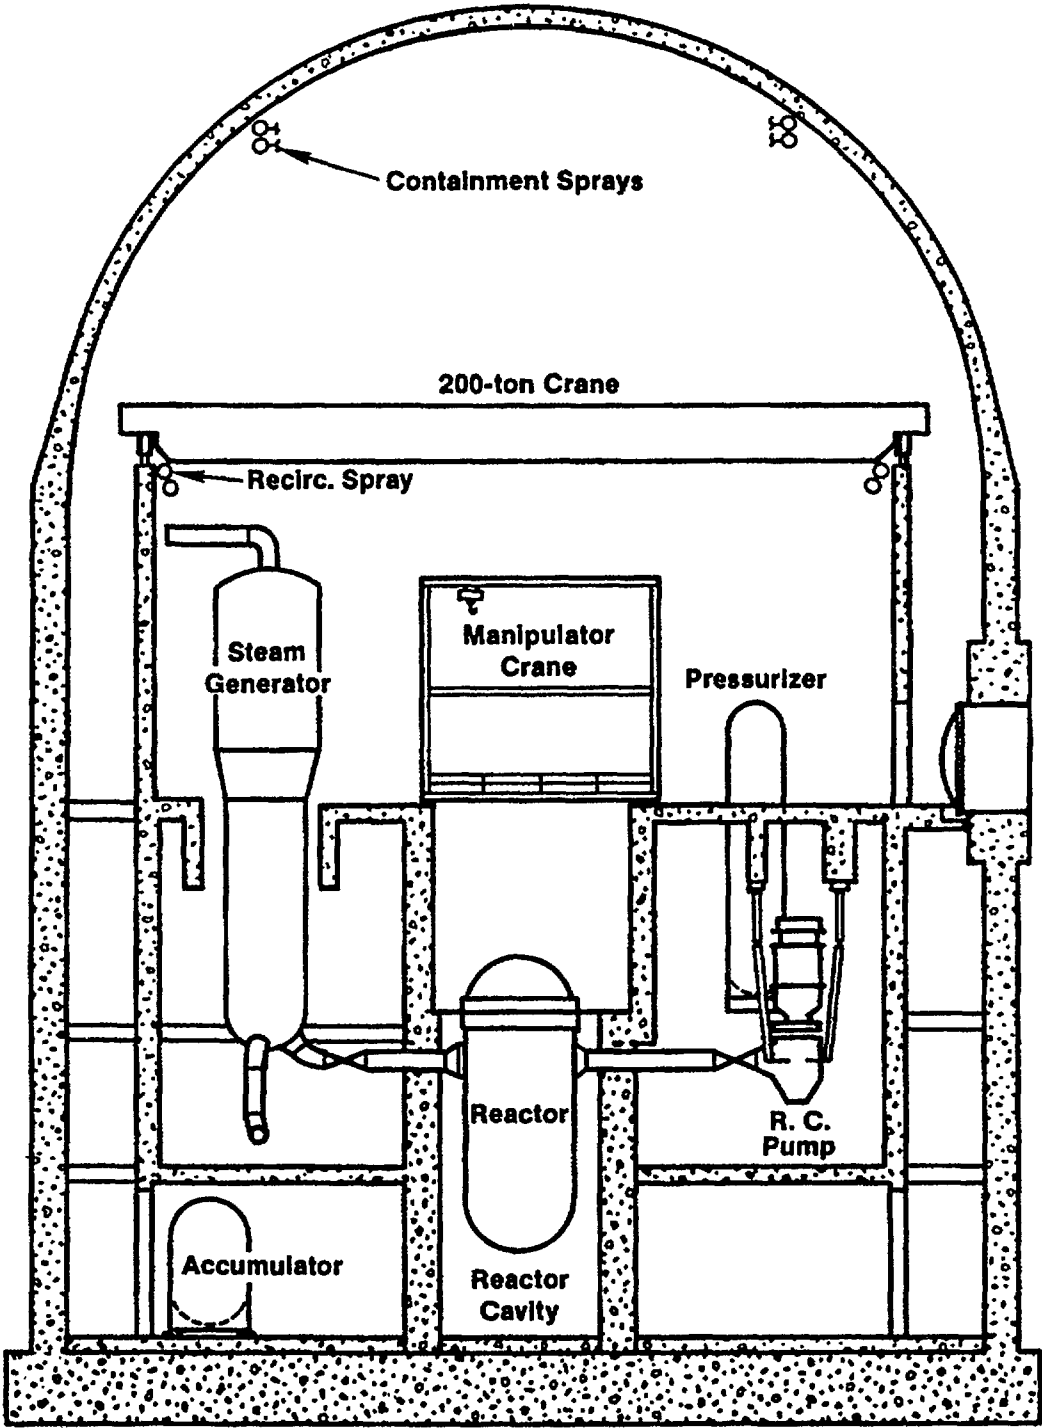 Containment Sprays
200-ton Crane
Recirc. Spray
Steam
Generator
Manipulator
Crane
Pressurizer
Reactor
R. C.
Pump
Accumulator
Reactor
Cavity